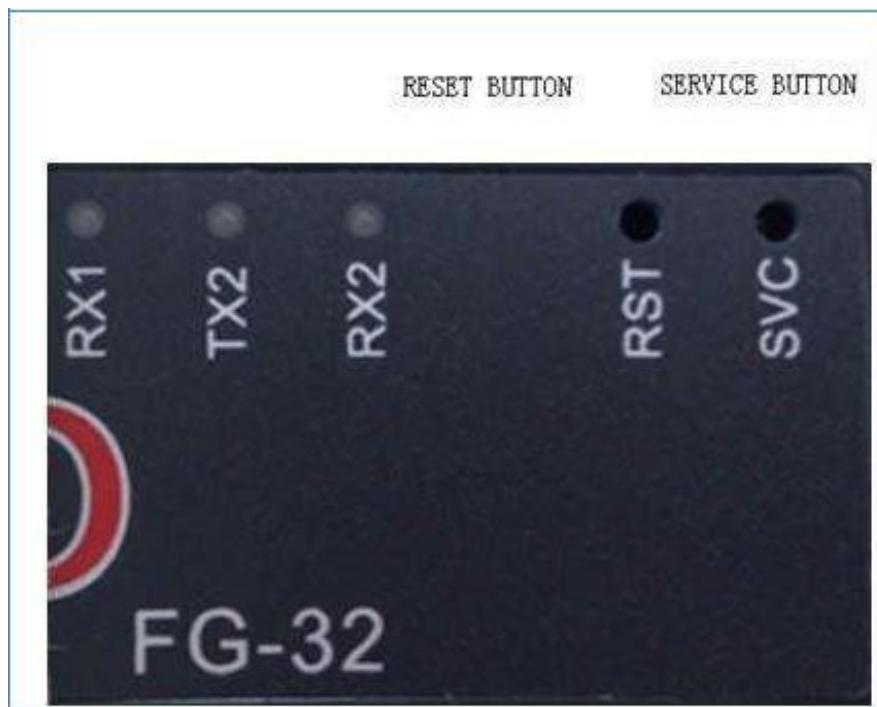 RESET BUTTON SERVICE BUTTON
RX1 TX2 RX2 RST SVC
FG-32